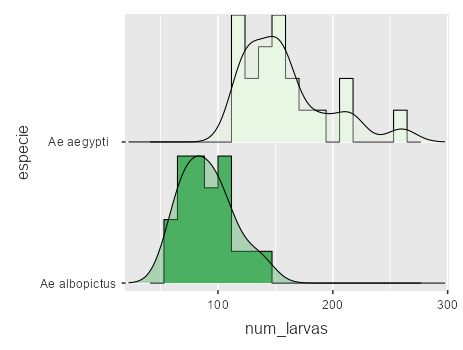 especie
Ae aegypti
Ae albopictus
100
200
300
num_larvas